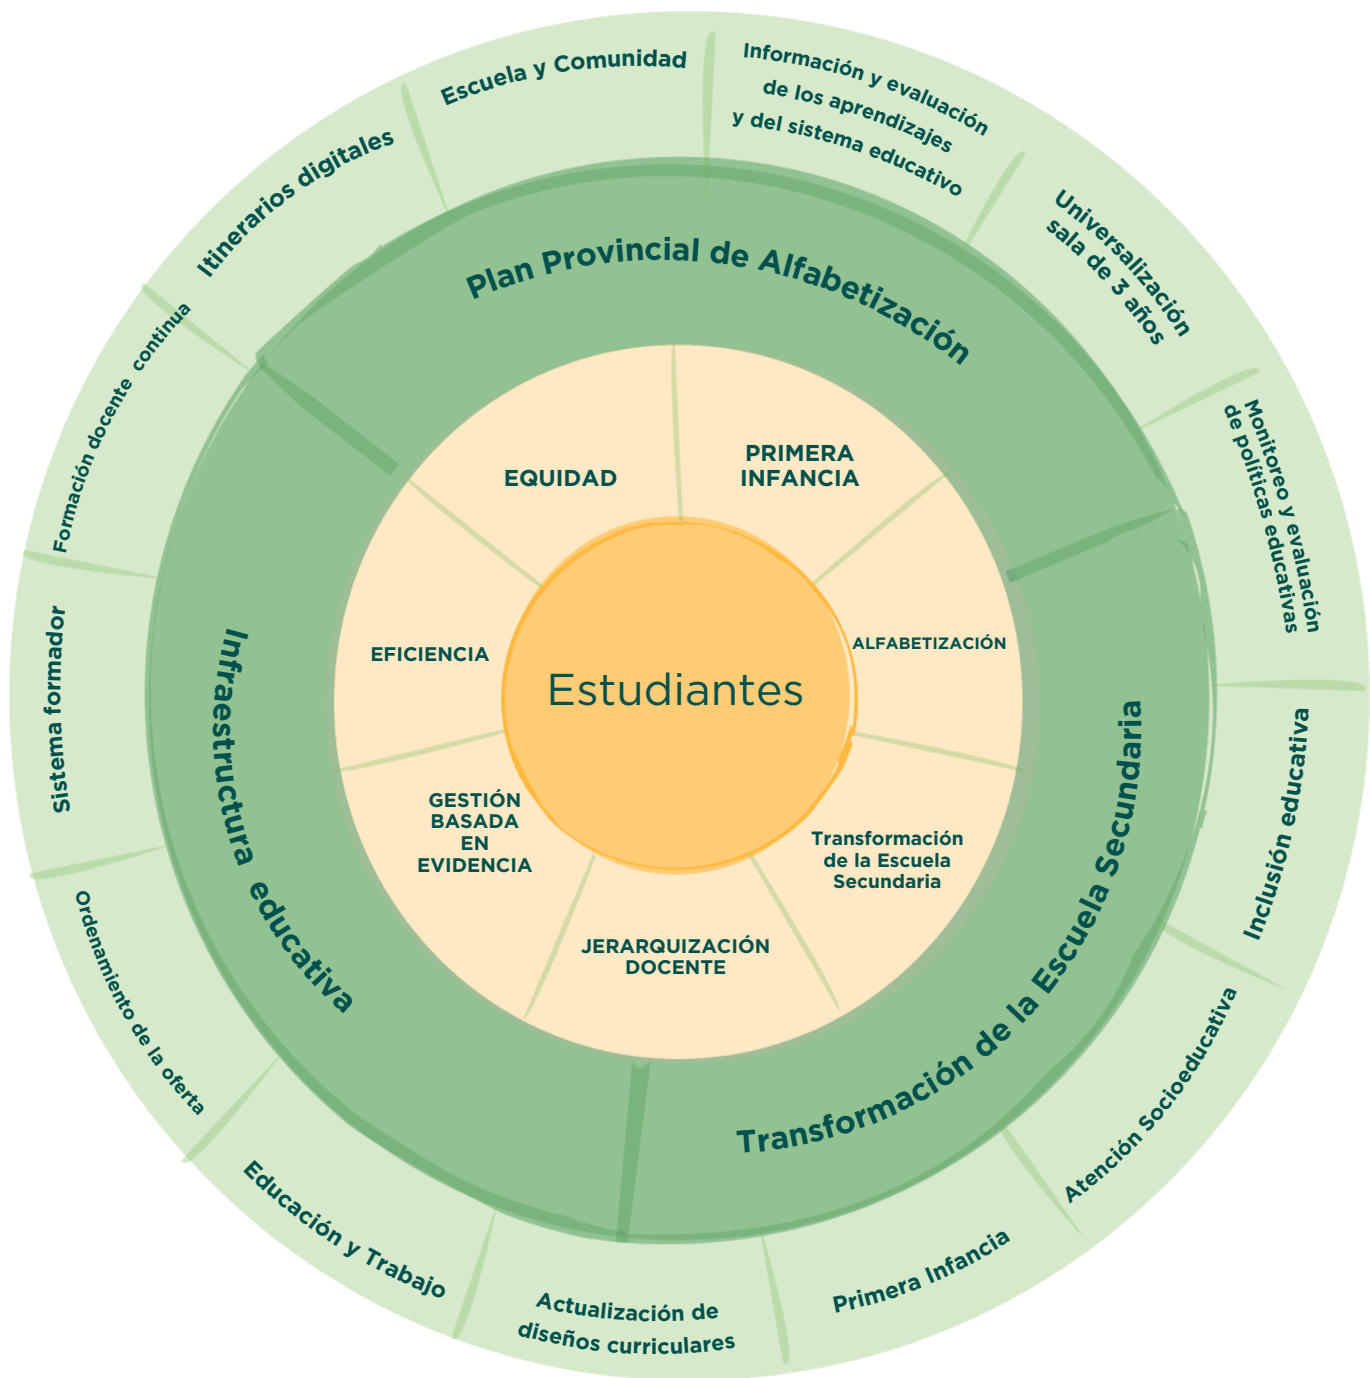 Escuela y Comunidad
Información y evaluación
de los aprendizajes
y del sistema educativo
Universalización
sala de 3 años
Monitoreo y evaluación
de políticas educativas
Inclusión educativa
Atención Socioeducativa
Primera Infancia
Actualización de
diseños curriculares
Educación y Trabajo
Ordenamiento de la oferta
Sistema formador
Formación docente continua
Itinerarios digitales
Plan Provincial de Alfabetización
Transformación de la Escuela Secundaria
Infraestructura educativa
EQUIDAD
PRIMERA
INFANCIA
ALFABETIZACIÓN
Transformación
de la Escuela
Secundaria
JERARQUIZACIÓN
DOCENTE
GESTIÓN
BASADA
EN
EVIDENCIA
EFICIENCIA
Estudiantes